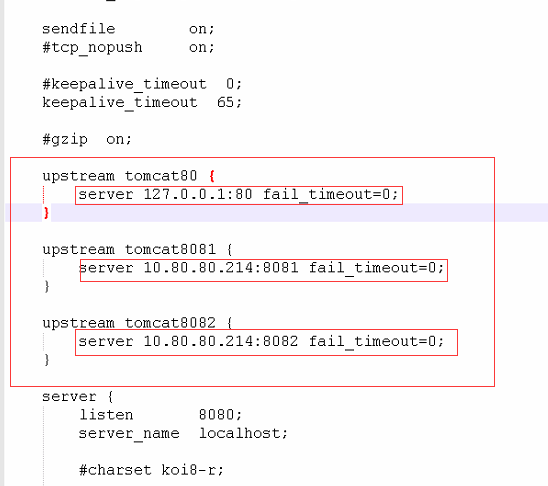 sendfile        on;
#tcp_nopush     on;
#keepalive_timeout  0;
keepalive_timeout  65;
#gzip  on;
upstream tomcat80 {
    server 127.0.0.1:80 fail_timeout=0;
}
upstream tomcat8081 {
    server 10.80.80.214:8081 fail_timeout=0;
}
upstream tomcat8082 {
    server 10.80.80.214:8082 fail_timeout=0;
}
server {
    listen       8080;
    server_name  localhost;
    #charset koi8-r;